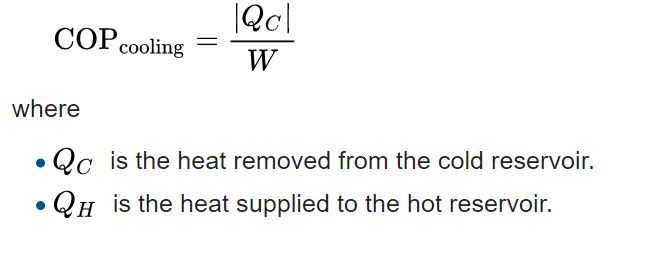 COP_cooling = |Q_C| / W
where
• Q_C is the heat removed from the cold reservoir.
• Q_H is the heat supplied to the hot reservoir.